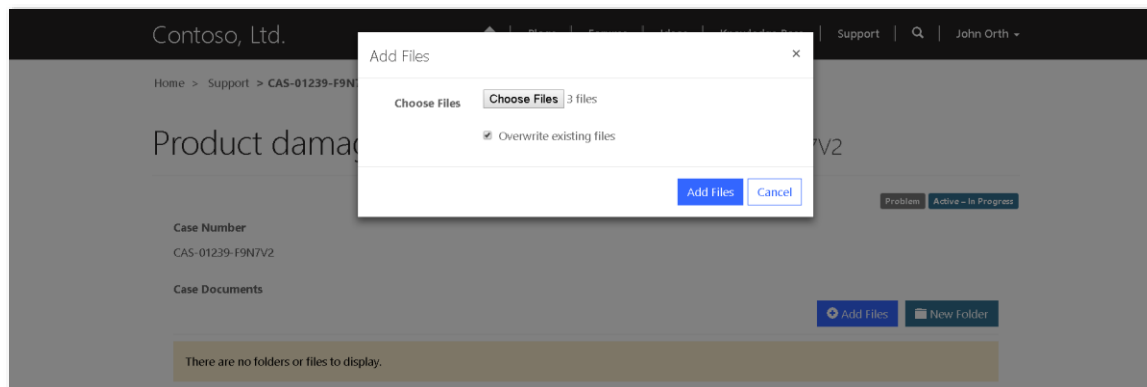 Contoso, Ltd.
Support | John Orth
Add Files ×
Home > Support > CAS-01239-F9N7
Choose Files Choose Files 3 files
Overwrite existing files
Product damag 7V2
Add Files Cancel
Problem Active – In Progress
Case Number
CAS-01239-F9N7V2
Case Documents
Add Files New Folder
There are no folders or files to display.